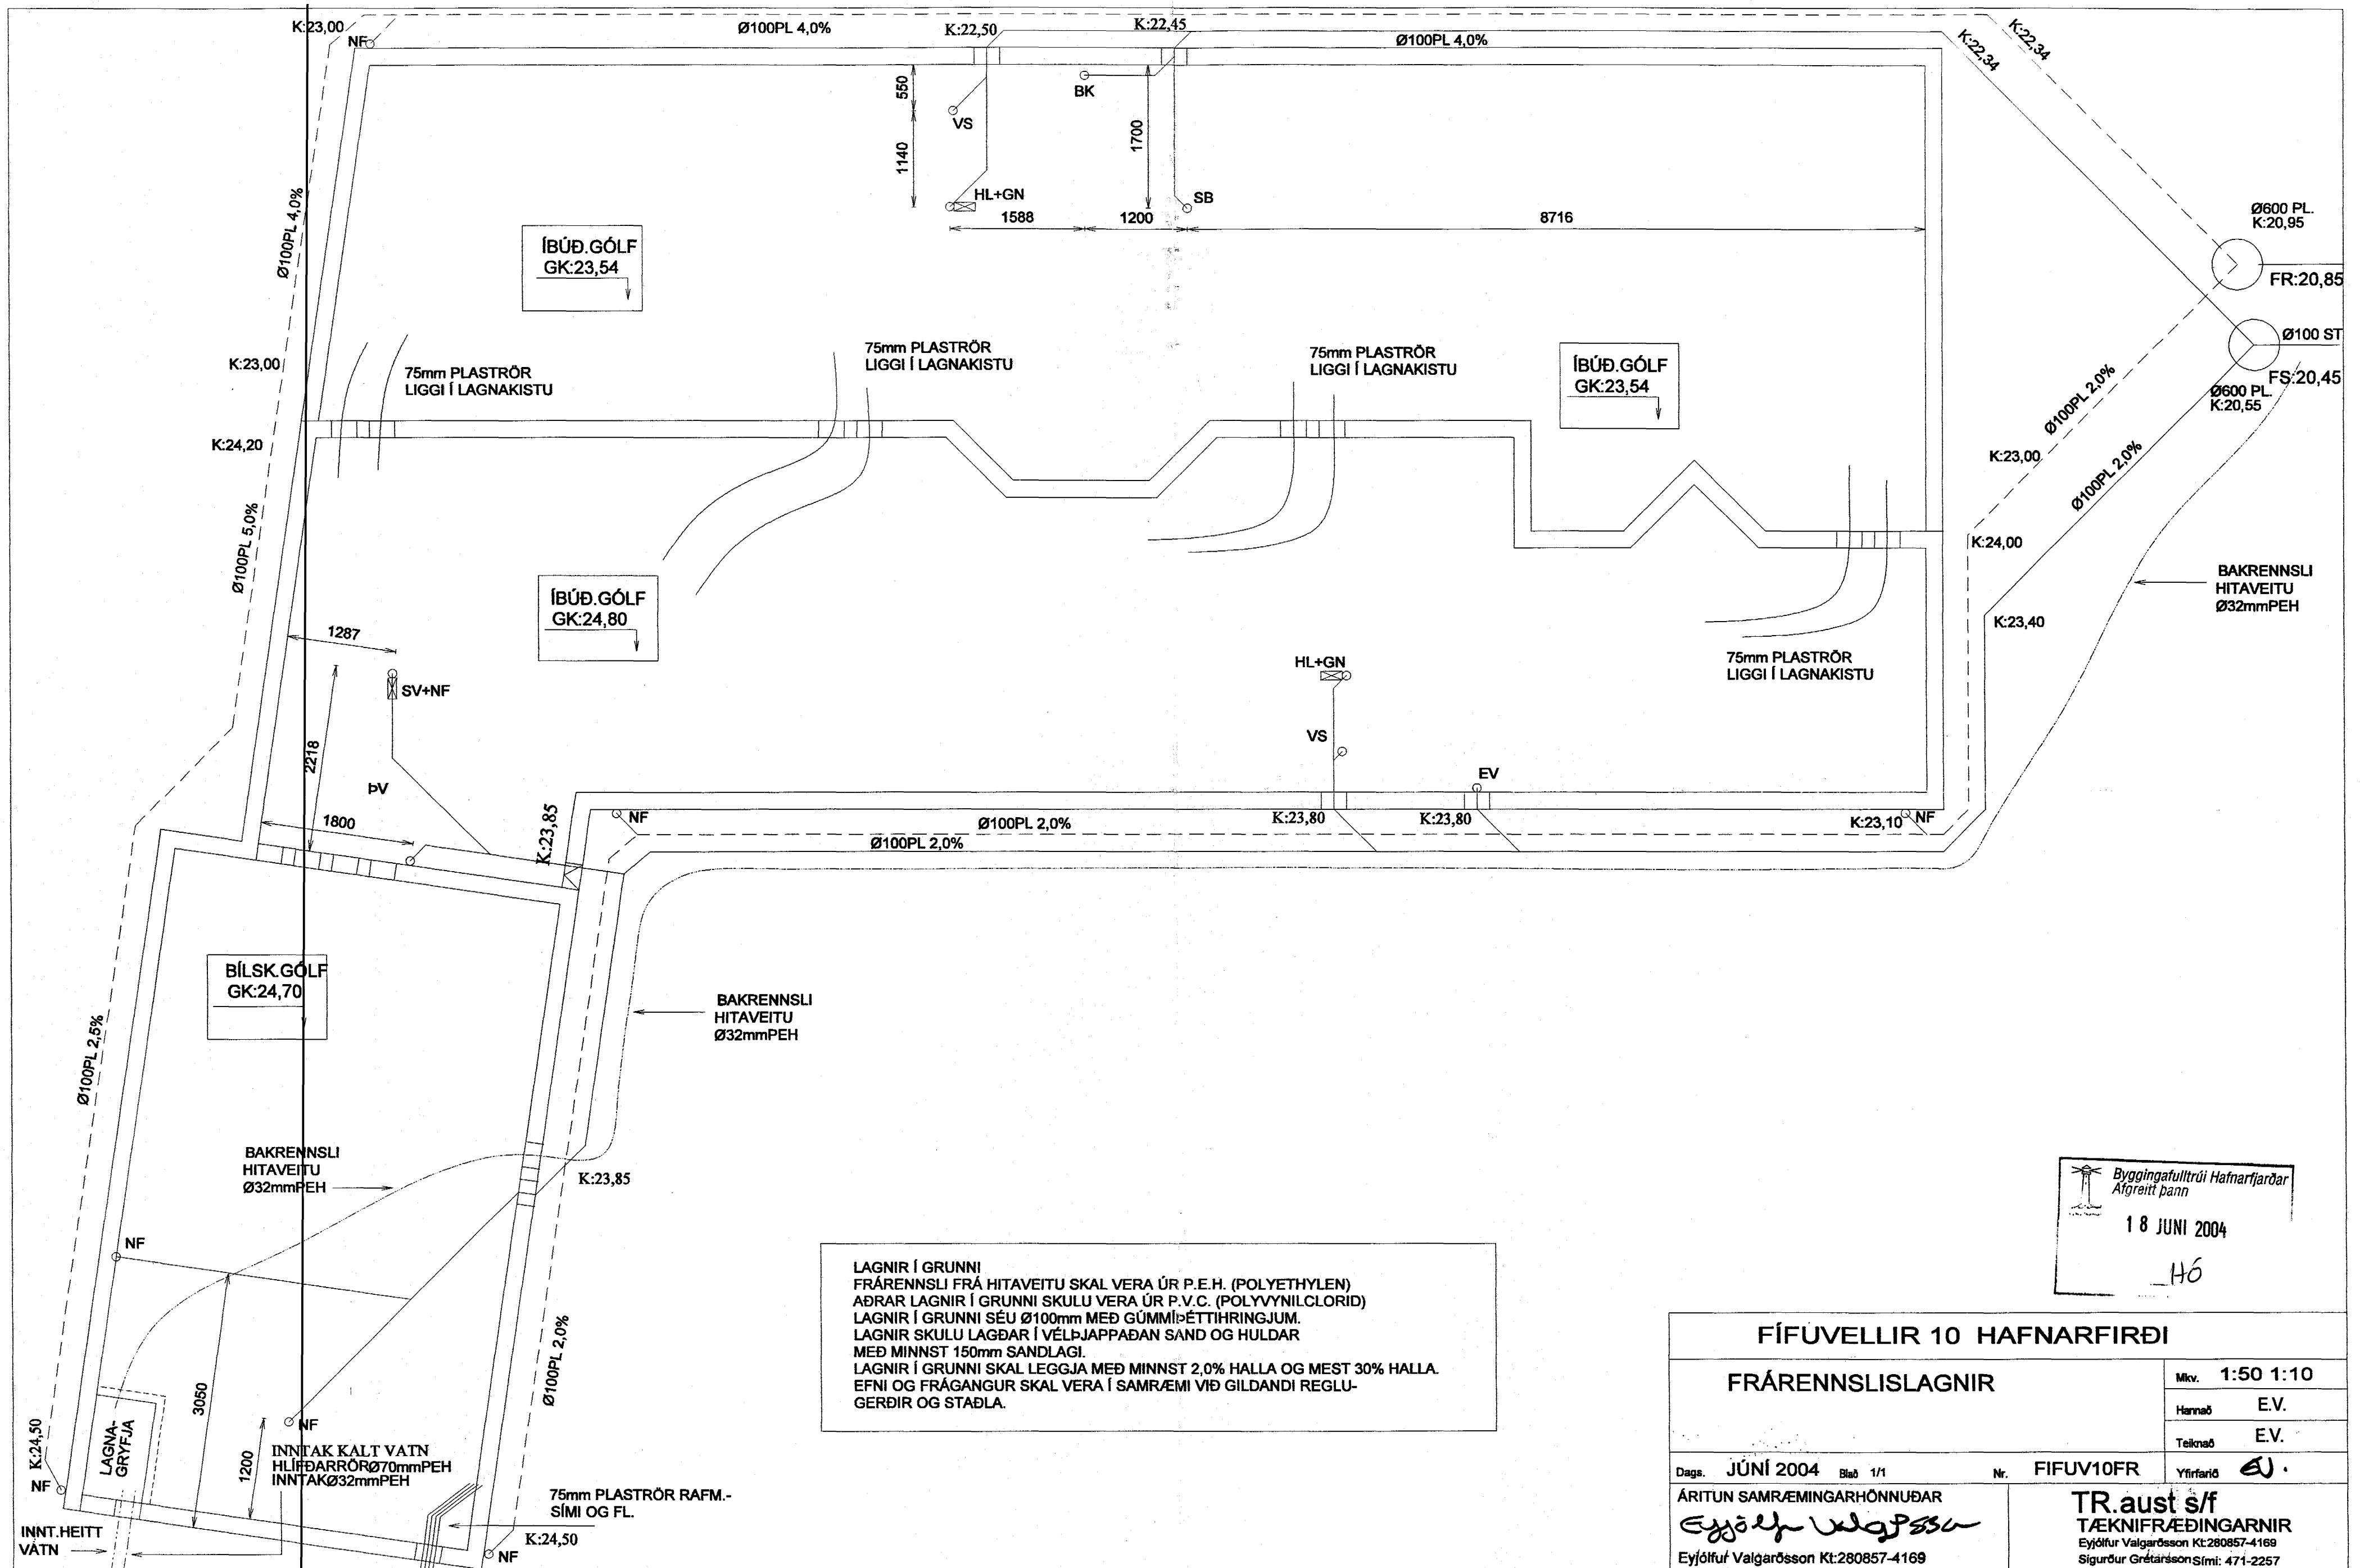 K:23,00
NF
Ø100PL 4,0%
K:22,50
K:22,45
Ø100PL 4,0%
K:22,34
K:22,34
550
VS
BK
1140
1700
HL+GN
SB
1588
1200
8716
Ø100PL 4,0%
ÍBÚÐ.GÓLF
GK:23,54
Ø600 PL.
K:20,95
FR:20,85
Ø100 ST
FS:20,45
Ø600 PL.
K:20,55
K:23,00
75mm PLASTRÖR
LIGGI Í LAGNAKISTU
75mm PLASTRÖR
LIGGI Í LAGNAKISTU
75mm PLASTRÖR
LIGGI Í LAGNAKISTU
ÍBÚÐ.GÓLF
GK:23,54
Ø100PL 2,0%
K:24,20
K:23,00
Ø100PL 2,0%
Ø100PL 5,0%
K:24,00
BAKRENNSLI
HITAVEITU
Ø32mmPEH
ÍBÚÐ.GÓLF
GK:24,80
K:23,40
1287
SV+NF
HL+GN
75mm PLASTRÖR
LIGGI Í LAGNAKISTU
2218
VS
ÞV
EV
1800
K:23,85
NF
Ø100PL 2,0%
Ø100PL 2,0%
K:23,80
K:23,80
K:23,10
NF
BÍLSK.GÓLF
GK:24,70
BAKRENNSLI
HITAVEITU
Ø32mmPEH
Ø100PL 2,5%
BAKRENNSLI
HITAVEITU
Ø32mmPEH
K:23,85
NF
3050
Ø100PL 2,0%
K:24,50
LAGNA-
GRYFJA
NF
1200
INNTAK KALT VATN
HLÍFÐARRÖRØ70mmPEH
INNTAKØ32mmPEH
NF
75mm PLASTRÖR RAFM.-
SÍMI OG FL.
K:24,50
NF
INNT.HEITT
VATN
LAGNIR Í GRUNNI
FRÁRENNSLI FRÁ HITAVEITU SKAL VERA ÚR P.E.H. (POLYETHYLEN)
AÐRAR LAGNIR Í GRUNNI SKULU VERA ÚR P.V.C. (POLYVYNILCLORID)
LAGNIR Í GRUNNI SÉU Ø100mm MEÐ GÚMMÍÞÉTTIHRINGJUM.
LAGNIR SKULU LAGÐAR Í VÉLÞJAPPAÐAN SAND OG HULDAR
MEÐ MINNST 150mm SANDLAGI.
LAGNIR Í GRUNNI SKAL LEGGJA MEÐ MINNST 2,0% HALLA OG MEST 30% HALLA.
EFNI OG FRÁGANGUR SKAL VERA Í SAMRÆMI VIÐ GILDANDI REGLU-
GERÐIR OG STAÐLA.
Byggingafulltrúi Hafnarfjarðar
Afgreitt þann
18 JUNI 2004
HÓ
FÍFUVELLIR 10 HAFNARFIRÐI
FRÁRENNSLISLAGNIR
Mkv. 1:50 1:10
Hannað E.V.
Teiknað E.V.
Dags. JÚNÍ 2004 Blað 1/1 Nr. FIFUV10FR Yfirfarið
ÁRITUN SAMRÆMINGARHÖNNUÐAR
Eyjólfur Valgarðsson Kt:280857-4169
TR.aust s/f
TÆKNIFRÆÐINGARNIR
Eyjólfur Valgarðsson Kt:280857-4169
Sigurður Grétarsson Sími: 471-2257